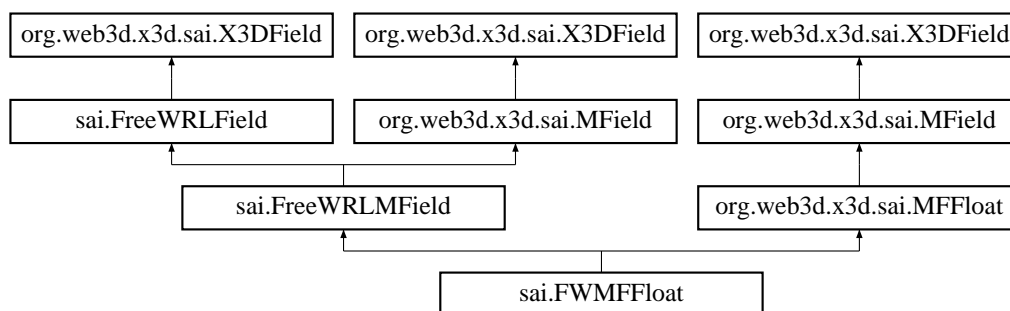 org.web3d.x3d.sai.X3DField
org.web3d.x3d.sai.X3DField
org.web3d.x3d.sai.X3DField
sai.FreeWRLField
org.web3d.x3d.sai.MField
org.web3d.x3d.sai.MField
sai.FreeWRLMField
org.web3d.x3d.sai.MFFloat
sai.FWMFFloat